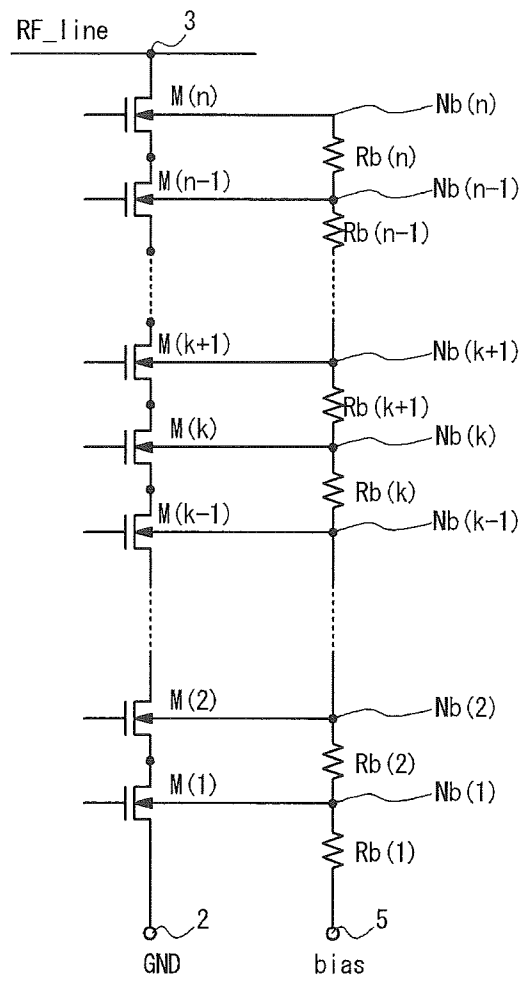 RF_line 3
M(n) Nb(n)
Rb(n)
M(n-1) Nb(n-1)
Rb(n-1)
M(k+1) Nb(k+1)
Rb(k+1)
M(k) Nb(k)
Rb(k)
M(k-1) Nb(k-1)
M(2) Nb(2)
Rb(2)
M(1) Nb(1)
Rb(1)
2 5
GND bias